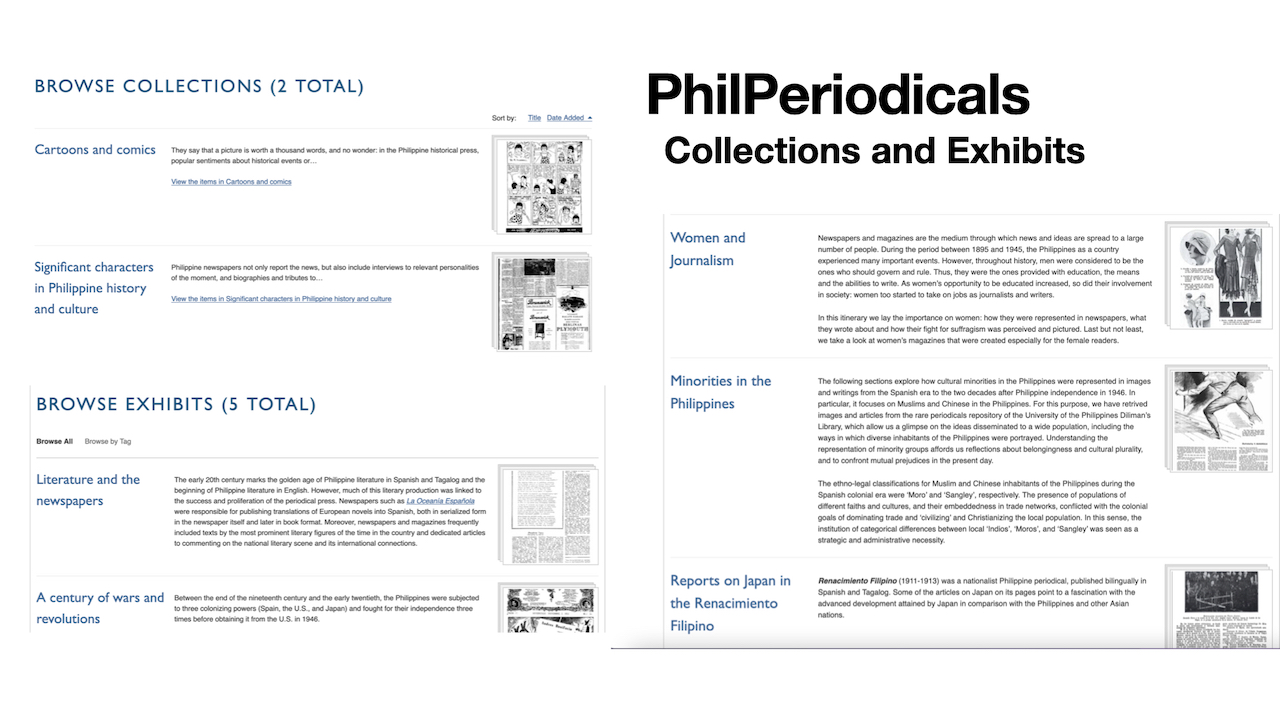 BROWSE COLLECTIONS (2 TOTAL)
Sort by: Title Date Added
Cartoons and comics
They say that a picture is worth a thousand words, and no wonder: in the Philippine historical press,
popular sentiments about historical events or…
View the items in Cartoons and comics
Significant characters
in Philippine history
and culture
Philippine newspapers not only report the news, but also include interviews to relevant personalities
of the moment, and biographies and tributes to…
View the items in Significant characters in Philippine history and culture
BROWSE EXHIBITS (5 TOTAL)
Browse All Browse by Tag
Literature and the
newspapers
The early 20th century marks the golden age of Philippine literature in Spanish and Tagalog and the
beginning of Philippine literature in English. However, much of this literary production was linked to
the success and proliferation of the periodical press. Newspapers such as La Oceanía Española
were responsible for publishing translations of European novels into Spanish, both in serialized form
in the newspaper itself and later in book format. Moreover, newspapers and magazines frequently
included texts by the most prominent literary figures of the time in the country and dedicated articles
to commenting on the national literary scene and its international connections.
A century of wars and
revolutions
Between the end of the nineteenth century and the early twentieth, the Philippines were subjected
to three colonizing powers (Spain, the U.S., and Japan) and fought for their independence three
times before obtaining it from the U.S. in 1946.
PhilPeriodicals
Collections and Exhibits
Women and
Journalism
Newspapers and magazines are the medium through which news and ideas are spread to a large
number of people. During the period between 1895 and 1945, the Philippines as a country
experienced many important events. However, throughout history, men were considered to be the
ones who should govern and rule. Thus, they were the ones provided with education, the means
and the abilities to write. As women's opportunity to be educated increased, so did their involvement
in society: women too started to take on jobs as journalists and writers.
In this itinerary we lay the importance on women: how they were represented in newspapers, what
they wrote about and how their fight for suffragism was perceived and pictured. Last but not least,
we take a look at women's magazines that were created especially for the female readers.
Minorities in the
Philippines
The following sections explore how cultural minorities in the Philippines were represented in images
and writings from the Spanish era to the two decades after Philippine independence in 1946. In
particular, it focuses on Muslims and Chinese in the Philippines. For this purpose, we have retrived
images and articles from the rare periodicals repository of the University of the Philippines Diliman's
Library, which allow us a glimpse on the ideas disseminated to a wide population, including the
ways in which diverse inhabitants of the Philippines were portrayed. Understanding the
representation of minority groups affords us reflections about belongingness and cultural plurality,
and to confront mutual prejudices in the present day.
The ethno-legal classifications for Muslim and Chinese inhabitants of the Philippines during the
Spanish colonial era were 'Moro' and 'Sangley', respectively. The presence of populations of
different faiths and cultures, and their embeddedness in trade networks, conflicted with the colonial
goals of dominating trade and 'civilizing' and Christianizing the local population. In this sense, the
institution of categorical differences between local 'Indios', 'Moros', and 'Sangley' was seen as a
strategic and administrative necessity.
Reports on Japan in
the Renacimiento
Filipino
Renacimiento Filipino (1911-1913) was a nationalist Philippine periodical, published bilingually in
Spanish and Tagalog. Some of the articles on Japan on its pages point to a fascination with the
advanced development attained by Japan in comparison with the Philippines and other Asian
nations.